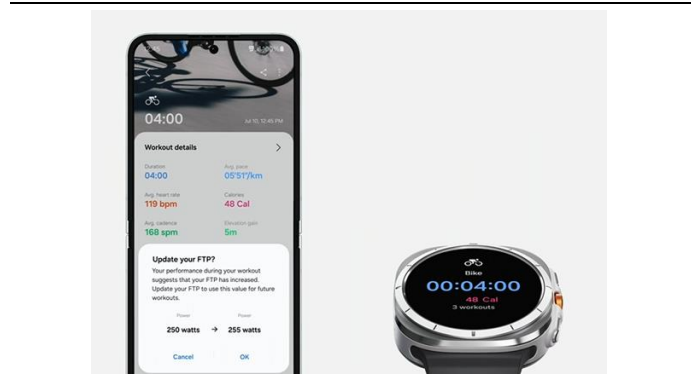 100%
04:00
Jul 10, 12:45 PM
Workout details
Duration
Avg. pace
04:00
05'51"/km
Avg. heart rate
Calories
119 bpm
48 Cal
Avg. cadence
Elevation gain
168 spm
5m
Update your FTP?
Your performance during your workout
suggests that your FTP has increased.
Update your FTP to use this value for future
workouts.
Power
Power
250 watts → 255 watts
Cancel
OK
Bike
00:04:00
48 Cal
3 workouts